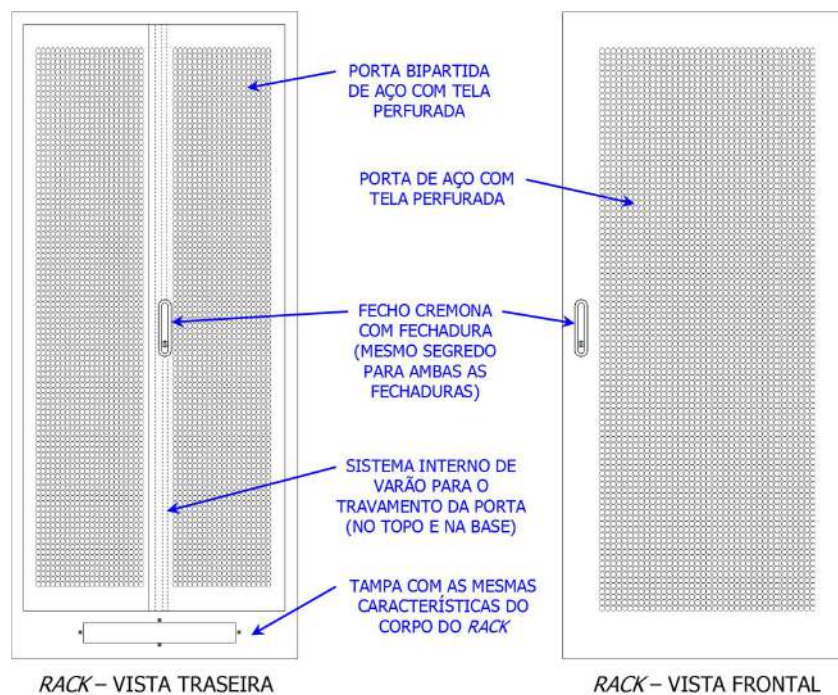 PORTA BIPARTIDA
DE AÇO COM TELA
PERFURADA
PORTA DE AÇO COM
TELA PERFURADA
FECHO CREMONA
COM FECHADURA
(MESMO SEGREDO
PARA AMBAS AS
FECHADURAS)
SISTEMA INTERNO DE
VARÃO PARA O
TRAVAMENTO DA PORTA
(NO TOPO E NA BASE)
TAMPA COM AS MESMAS
CARACTERÍSTICAS DO
CORPO DO RACK
RACK – VISTA TRASEIRA
RACK – VISTA FRONTAL